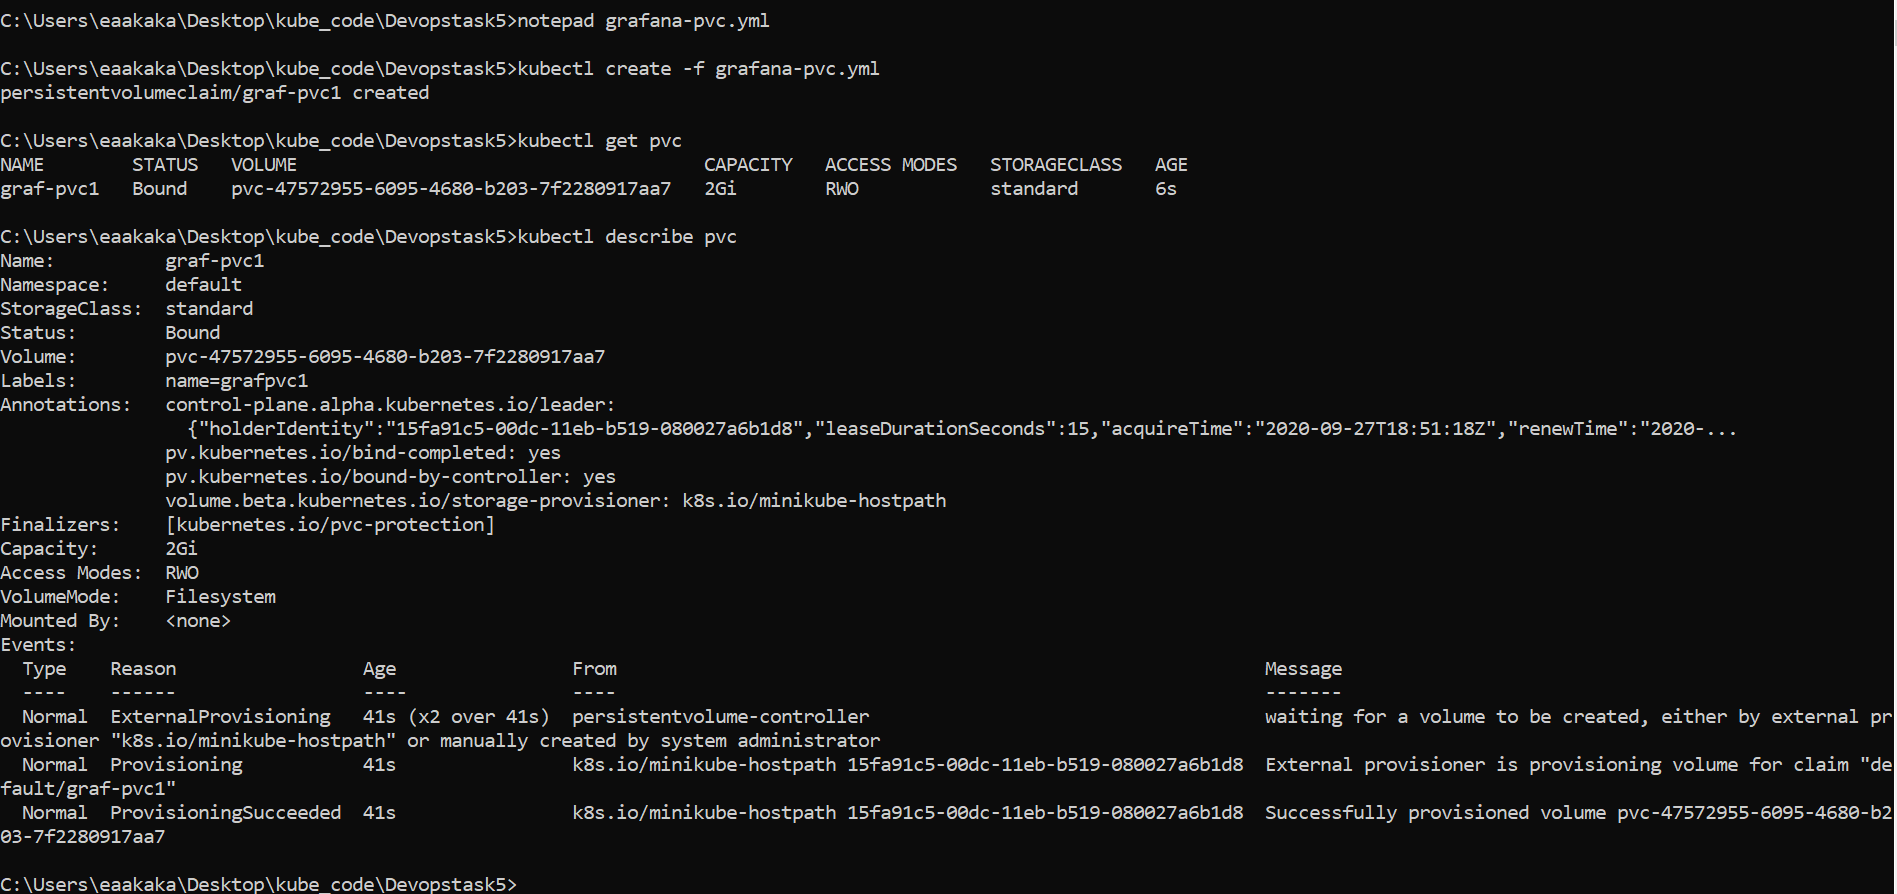 C:\Users\eaakaka\Desktop\kube_code\Devopstask5>notepad grafana-pvc.yml
C:\Users\eaakaka\Desktop\kube_code\Devopstask5>kubectl create -f grafana-pvc.yml
persistentvolumeclaim/graf-pvc1 created
C:\Users\eaakaka\Desktop\kube_code\Devopstask5>kubectl get pvc
NAME        STATUS   VOLUME                                     CAPACITY   ACCESS MODES   STORAGECLASS   AGE
graf-pvc1   Bound    pvc-47572955-6095-4680-b203-7f2280917aa7   2Gi        RWO            standard       6s
C:\Users\eaakaka\Desktop\kube_code\Devopstask5>kubectl describe pvc
Name:          graf-pvc1
Namespace:     default
StorageClass:  standard
Status:        Bound
Volume:        pvc-47572955-6095-4680-b203-7f2280917aa7
Labels:        name=grafpvc1
Annotations:   control-plane.alpha.kubernetes.io/leader:
                 {"holderIdentity":"15fa91c5-00dc-11eb-b519-080027a6b1d8","leaseDurationSeconds":15,"acquireTime":"2020-09-27T18:51:18Z","renewTime":"2020-...
               pv.kubernetes.io/bind-completed: yes
               pv.kubernetes.io/bound-by-controller: yes
               volume.beta.kubernetes.io/storage-provisioner: k8s.io/minikube-hostpath
Finalizers:    [kubernetes.io/pvc-protection]
Capacity:      2Gi
Access Modes:  RWO
VolumeMode:    Filesystem
Mounted By:    <none>
Events:
  Type    Reason                 Age                From                                                           Message
  ----    ------                 ----               ----                                                           -------
  Normal  ExternalProvisioning   41s (x2 over 41s)  persistentvolume-controller                                    waiting for a volume to be created, either by external pr
ovisioner "k8s.io/minikube-hostpath" or manually created by system administrator
  Normal  Provisioning           41s                k8s.io/minikube-hostpath 15fa91c5-00dc-11eb-b519-080027a6b1d8  External provisioner is provisioning volume for claim "de
fault/graf-pvc1"
  Normal  ProvisioningSucceeded  41s                k8s.io/minikube-hostpath 15fa91c5-00dc-11eb-b519-080027a6b1d8  Successfully provisioned volume pvc-47572955-6095-4680-b2
03-7f2280917aa7
C:\Users\eaakaka\Desktop\kube_code\Devopstask5>